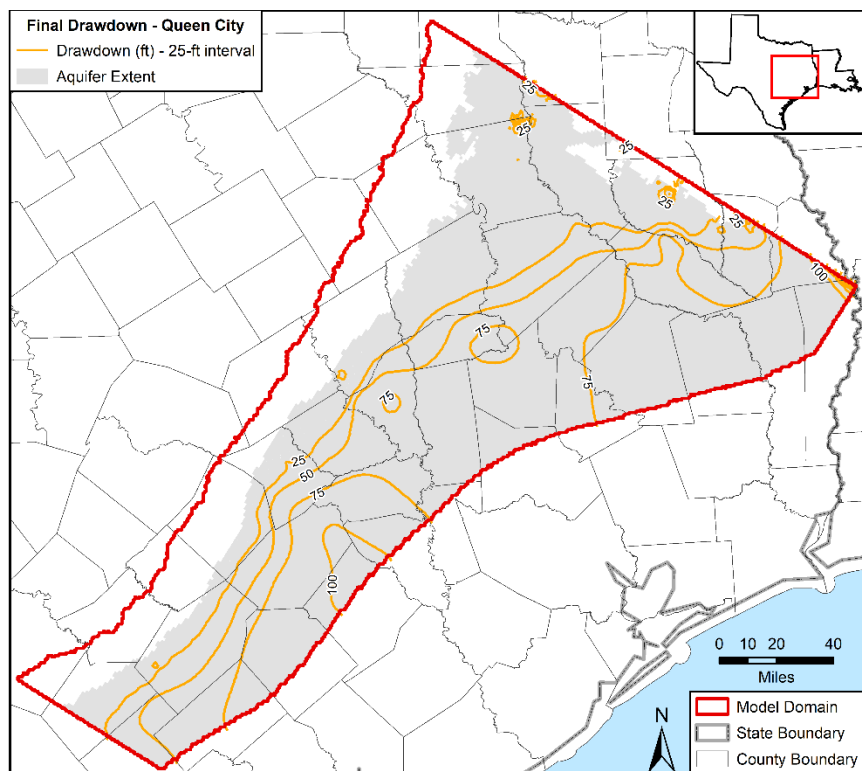 Final Drawdown - Queen City
Drawdown (ft) - 25-ft interval
Aquifer Extent
25
25
25
25
25
100
75
75
75
25
50
75
100
0 10 20 40
Miles
N
Model Domain
State Boundary
County Boundary